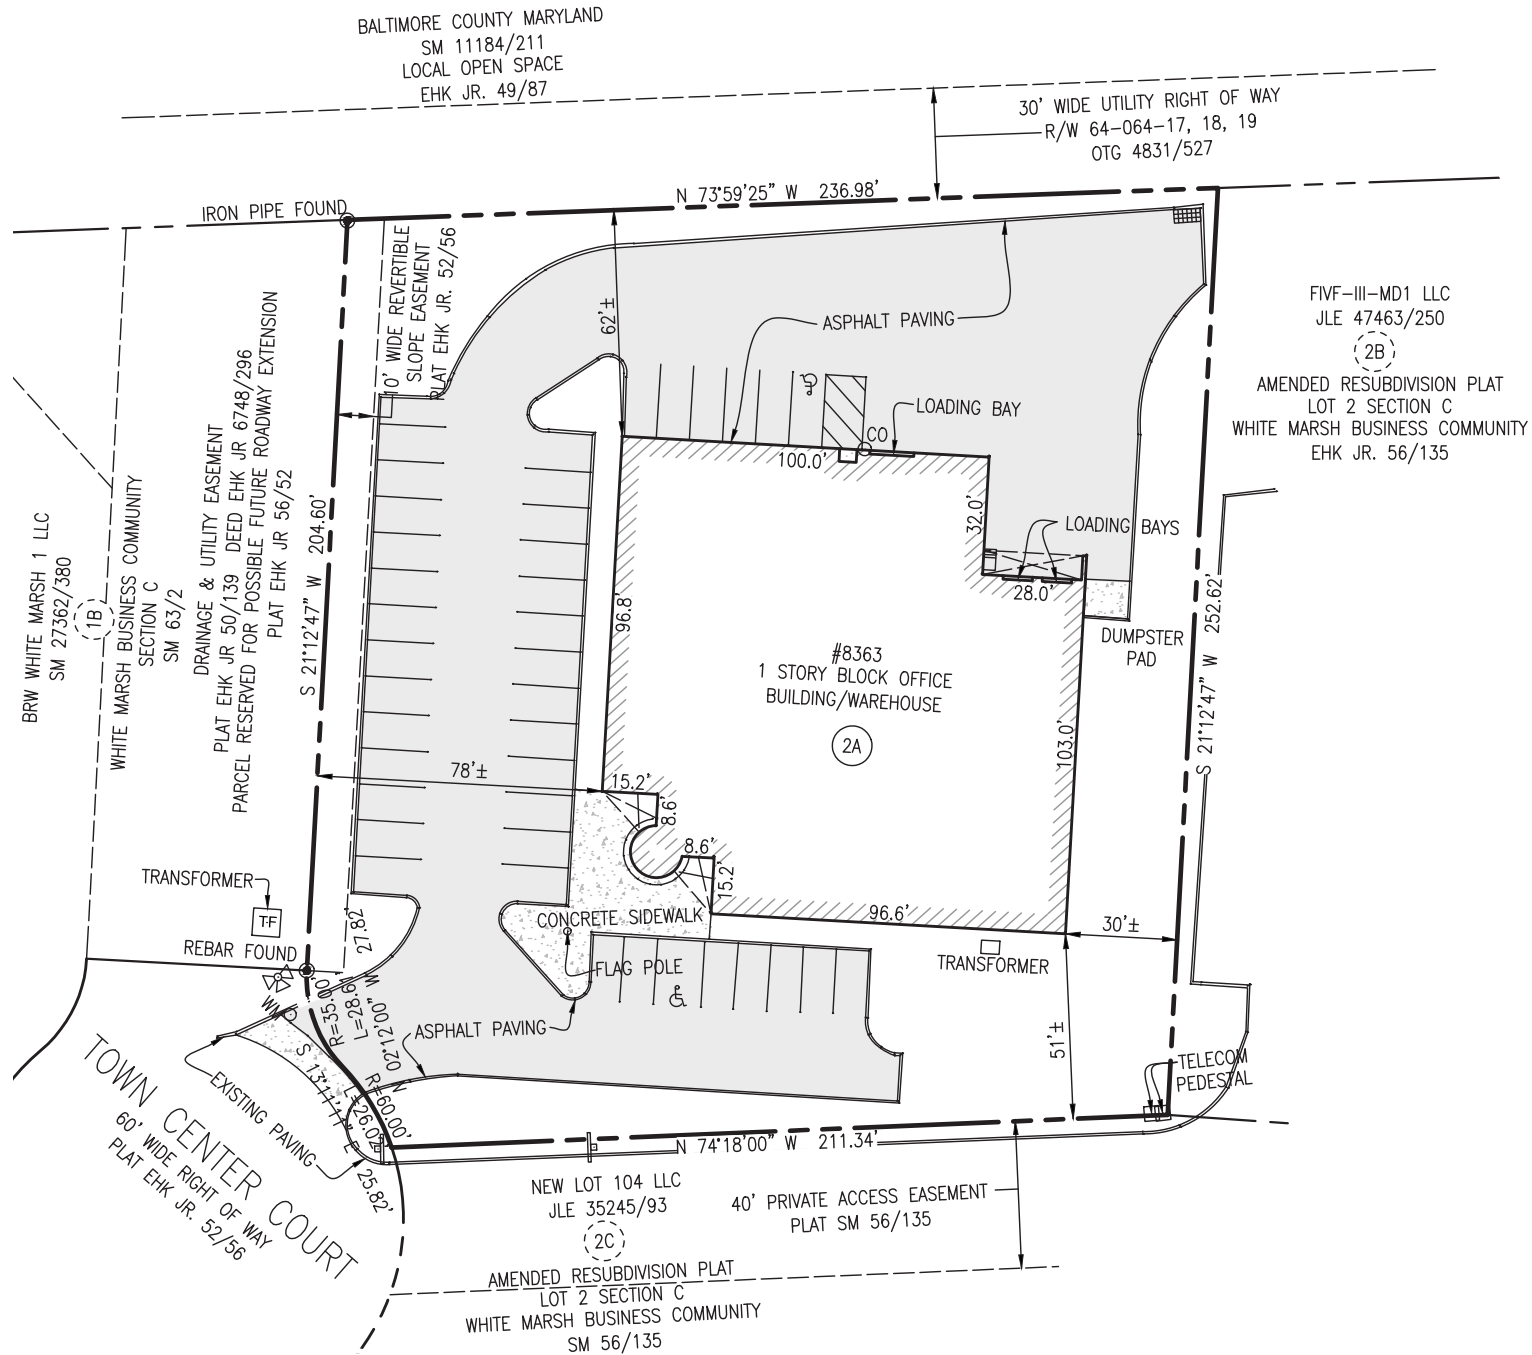 BALTIMORE COUNTY MARYLAND
SM 11184/211
LOCAL OPEN SPACE
EHK JR. 49/87
30' WIDE UTILITY RIGHT OF WAY
R/W 64-064-17, 18, 19
OTG 4831/527
N 73°59'25" W 236.98'
IRON PIPE FOUND
10' WIDE REVERTIBLE
SLOPE EASEMENT
PLAT EHK JR. 52/56
62'±
ASPHALT PAVING
FIVF-III-MD1 LLC
JLE 47463/250
2B
AMENDED RESUBDIVISION PLAT
LOT 2 SECTION C
WHITE MARSH BUSINESS COMMUNITY
EHK JR. 56/135
LOADING BAY
CO
100.0'
32.0'
LOADING BAYS
28.0'
DUMPSTER
PAD
BRW WHITE MARSH 1 LLC
SM 27362/380
1B
WHITE MARSH BUSINESS COMMUNITY
SECTION C
SM 63/2
DRAINAGE & UTILITY EASEMENT
PLAT EHK JR 50/139 DEED EHK JR 6748/296
PARCEL RESERVED FOR POSSIBLE FUTURE ROADWAY EXTENSION
PLAT EHK JR 56/52
S 21°12'47" W 204.60'
96.8'
#8363
1 STORY BLOCK OFFICE
BUILDING/WAREHOUSE
2A
103.0'
S 21°12'47" W 252.62'
78'±
15.2'
8.6'
8.6'
15.2'
96.6'
30'±
TRANSFORMER
TF
REBAR FOUND
27.82'
CONCRETE SIDEWALK
FLAG POLE
TRANSFORMER
WM
R=35.00'
L=28.61'
N 02°12'00" W
ASPHALT PAVING
51'±
TELECOM
PEDESTAL
EXISTING PAVING
S 13°11'11" E 25.82'
L=26.02'
R=60.00'
TOWN CENTER COURT
60' WIDE RIGHT OF WAY
PLAT EHK JR. 52/56
N 74°18'00" W 211.34'
NEW LOT 104 LLC
JLE 35245/93
2C
AMENDED RESUBDIVISION PLAT
LOT 2 SECTION C
WHITE MARSH BUSINESS COMMUNITY
SM 56/135
40' PRIVATE ACCESS EASEMENT
PLAT SM 56/135